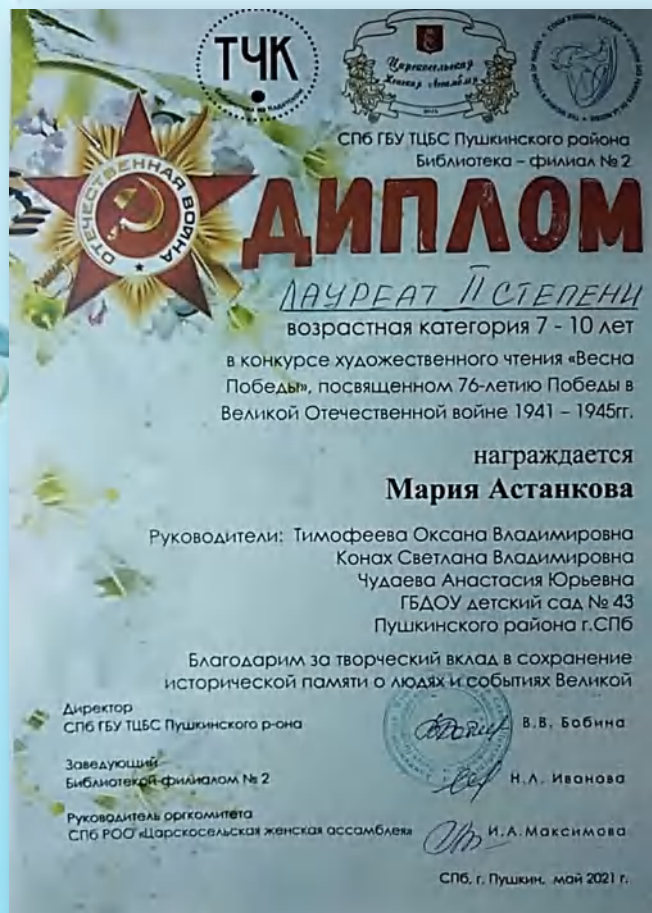 ТЧК
Царскосельская
Женская Ассамблея
СПб ГБУ ТЦБС Пушкинского района
Библиотека – филиал № 2
ОТЕЧЕСТВЕННАЯ ВОЙНА
ДИПЛОМ
ЛАУРЕАТ II СТЕПЕНИ
возрастная категория 7 - 10 лет
в конкурсе художественного чтения «Весна
Победы», посвященном 76-летию Победы в
Великой Отечественной войне 1941 – 1945гг.
награждается
Мария Астанкова
Руководители: Тимофеева Оксана Владимировна
Конах Светлана Владимировна
Чудаева Анастасия Юрьевна
ГБДОУ детский сад № 43
Пушкинского района г.СПб
Благодарим за творческий вклад в сохранение
исторической памяти о людях и событиях Великой
Директор
СПб ГБУ ТЦБС Пушкинского р-она
В.В. Бобина
Заведующий
Библиотекой-филиалом № 2
Н.А. Иванова
Руководитель оргкомитета
СПб РОО «Царскосельская женская ассамблея»
И.А.Максимова
СПб, г. Пушкин, май 2021 г.